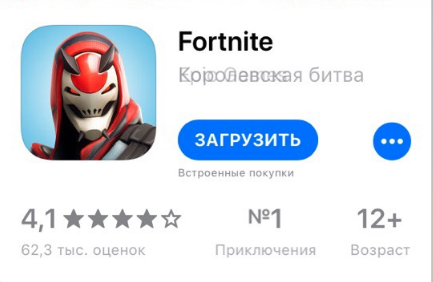 Fortnite
Королевская битва
ЗАГРУЗИТЬ
Встроенные покупки
4,1 ★★★★☆
№1
12+
62,3 тыс. оценок
Приключения
Возраст